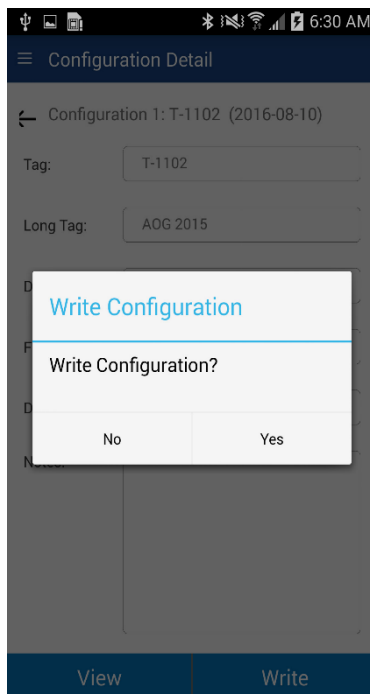 6:30 AM
Configuration Detail
Configuration 1: T-1102 (2016-08-10)
Tag: T-1102
Long Tag: AOG 2015
D
Write Configuration
F
Write Configuration?
D
No Yes
Notes:
View Write